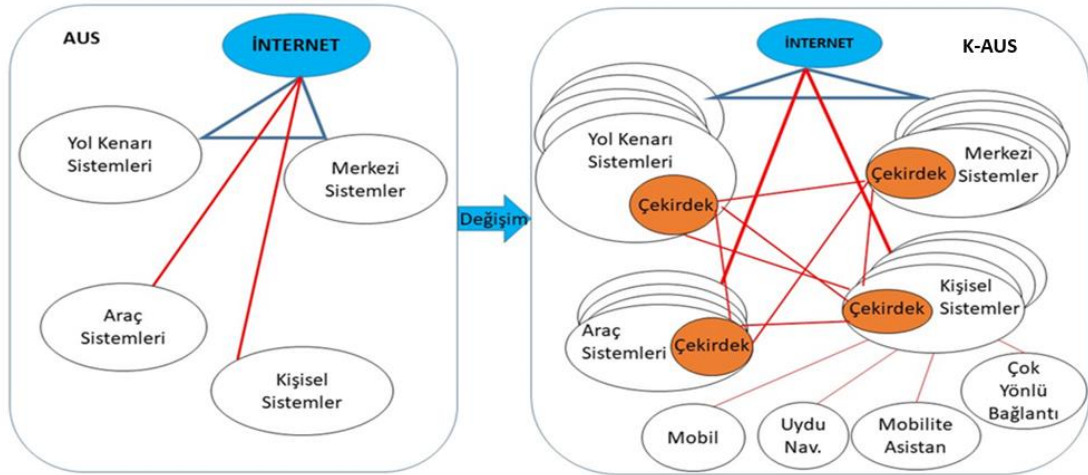 AUS
İNTERNET
Yol Kenarı
Sistemleri
Merkezi
Sistemler
Araç
Sistemleri
Kişisel
Sistemler
Değişim
İNTERNET
K-AUS
Yol Kenarı
Sistemleri
Çekirdek
Merkezi
Sistemler
Çekirdek
Araç
Sistemleri
Çekirdek
Kişisel
Sistemler
Çekirdek
Mobil
Uydu
Nav.
Mobilite
Asistan
Çok
Yönlü
Bağlantı